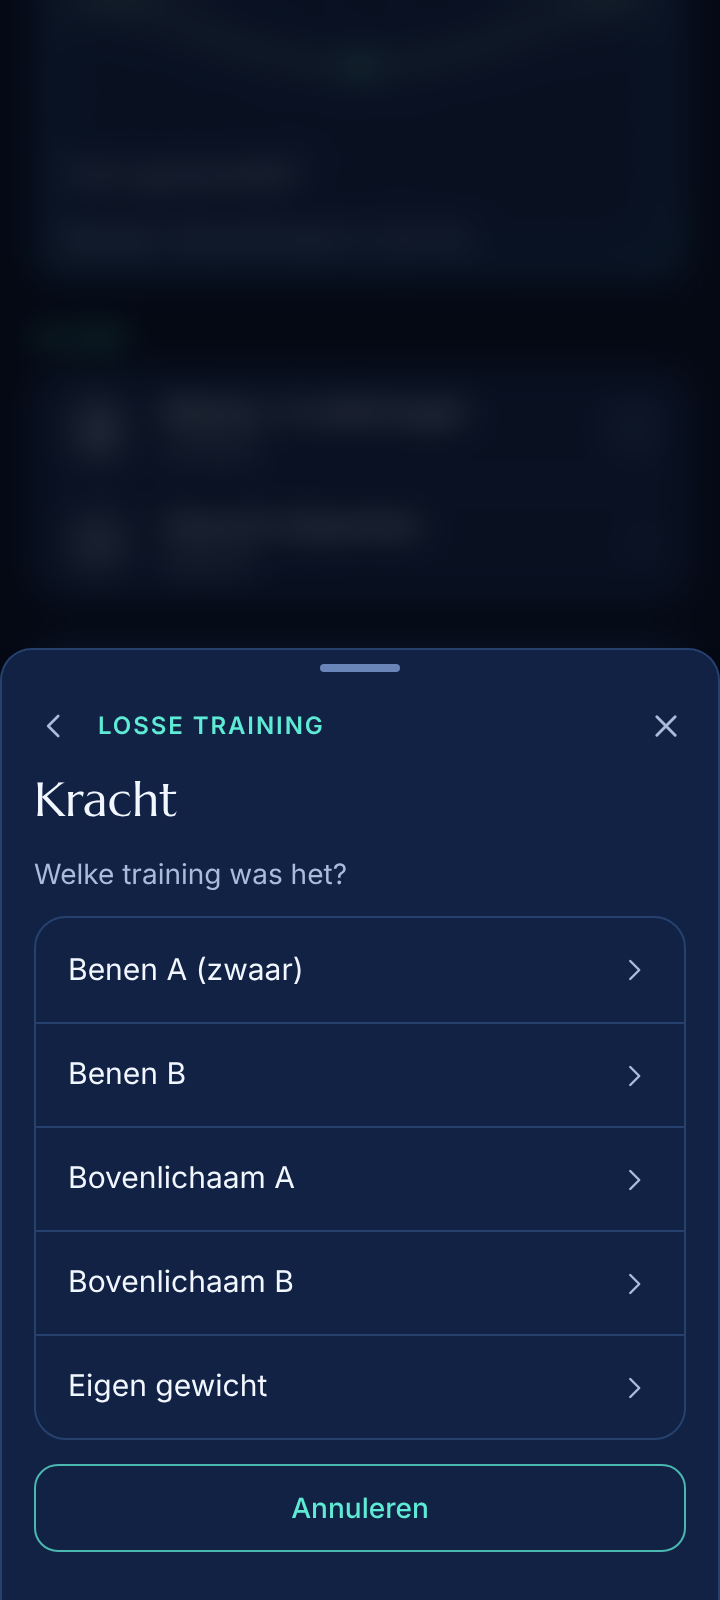 LOSSE TRAINING
Kracht
Welke training was het?
Benen A (zwaar)
Benen B
Bovenlichaam A
Bovenlichaam B
Eigen gewicht
Annuleren